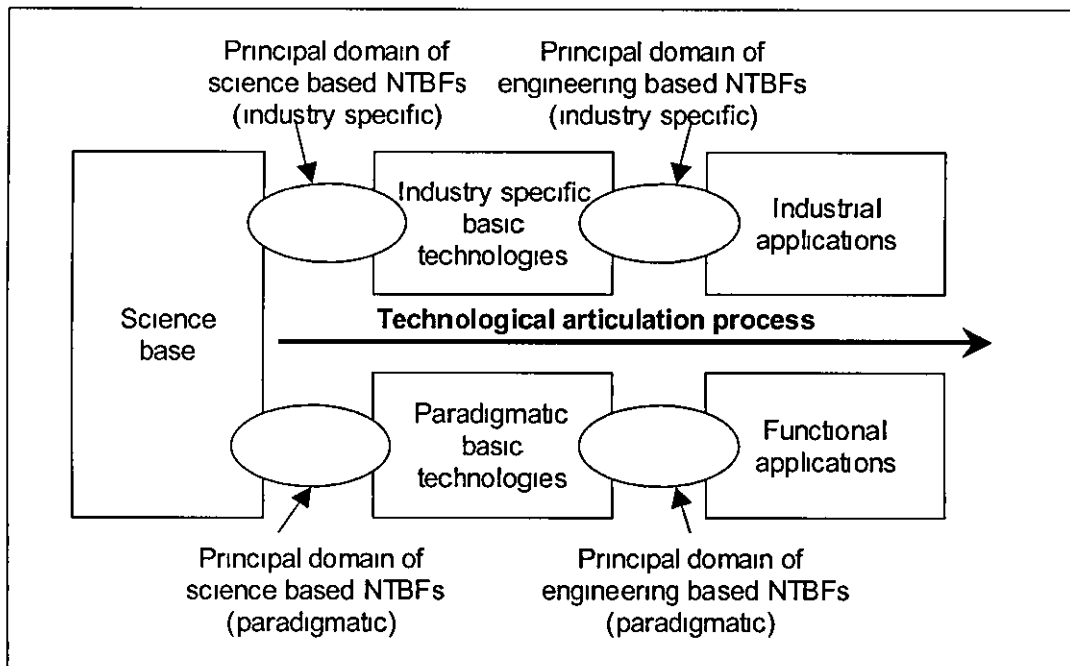 Principal domain of
science based NTBFs
(industry specific)
Principal domain of
engineering based NTBFs
(industry specific)
Science
base
Industry specific
basic
technologies
Industrial
applications
Technological articulation process
Paradigmatic
basic
technologies
Functional
applications
Principal domain of
science based NTBFs
(paradigmatic)
Principal domain of
engineering based NTBFs
(paradigmatic)